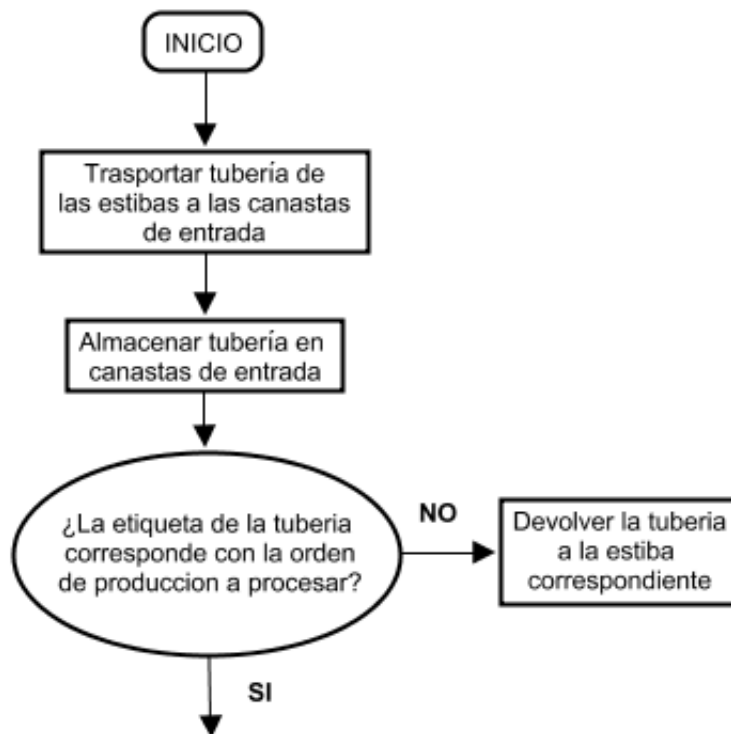 INICIO
Trasportar tubería de
las estibas a las canastas
de entrada
Almacenar tubería en
canastas de entrada
¿La etiqueta de la tuberia
corresponde con la orden
de produccion a procesar?
NO
Devolver la tuberia
a la estiba
correspondiente
SI